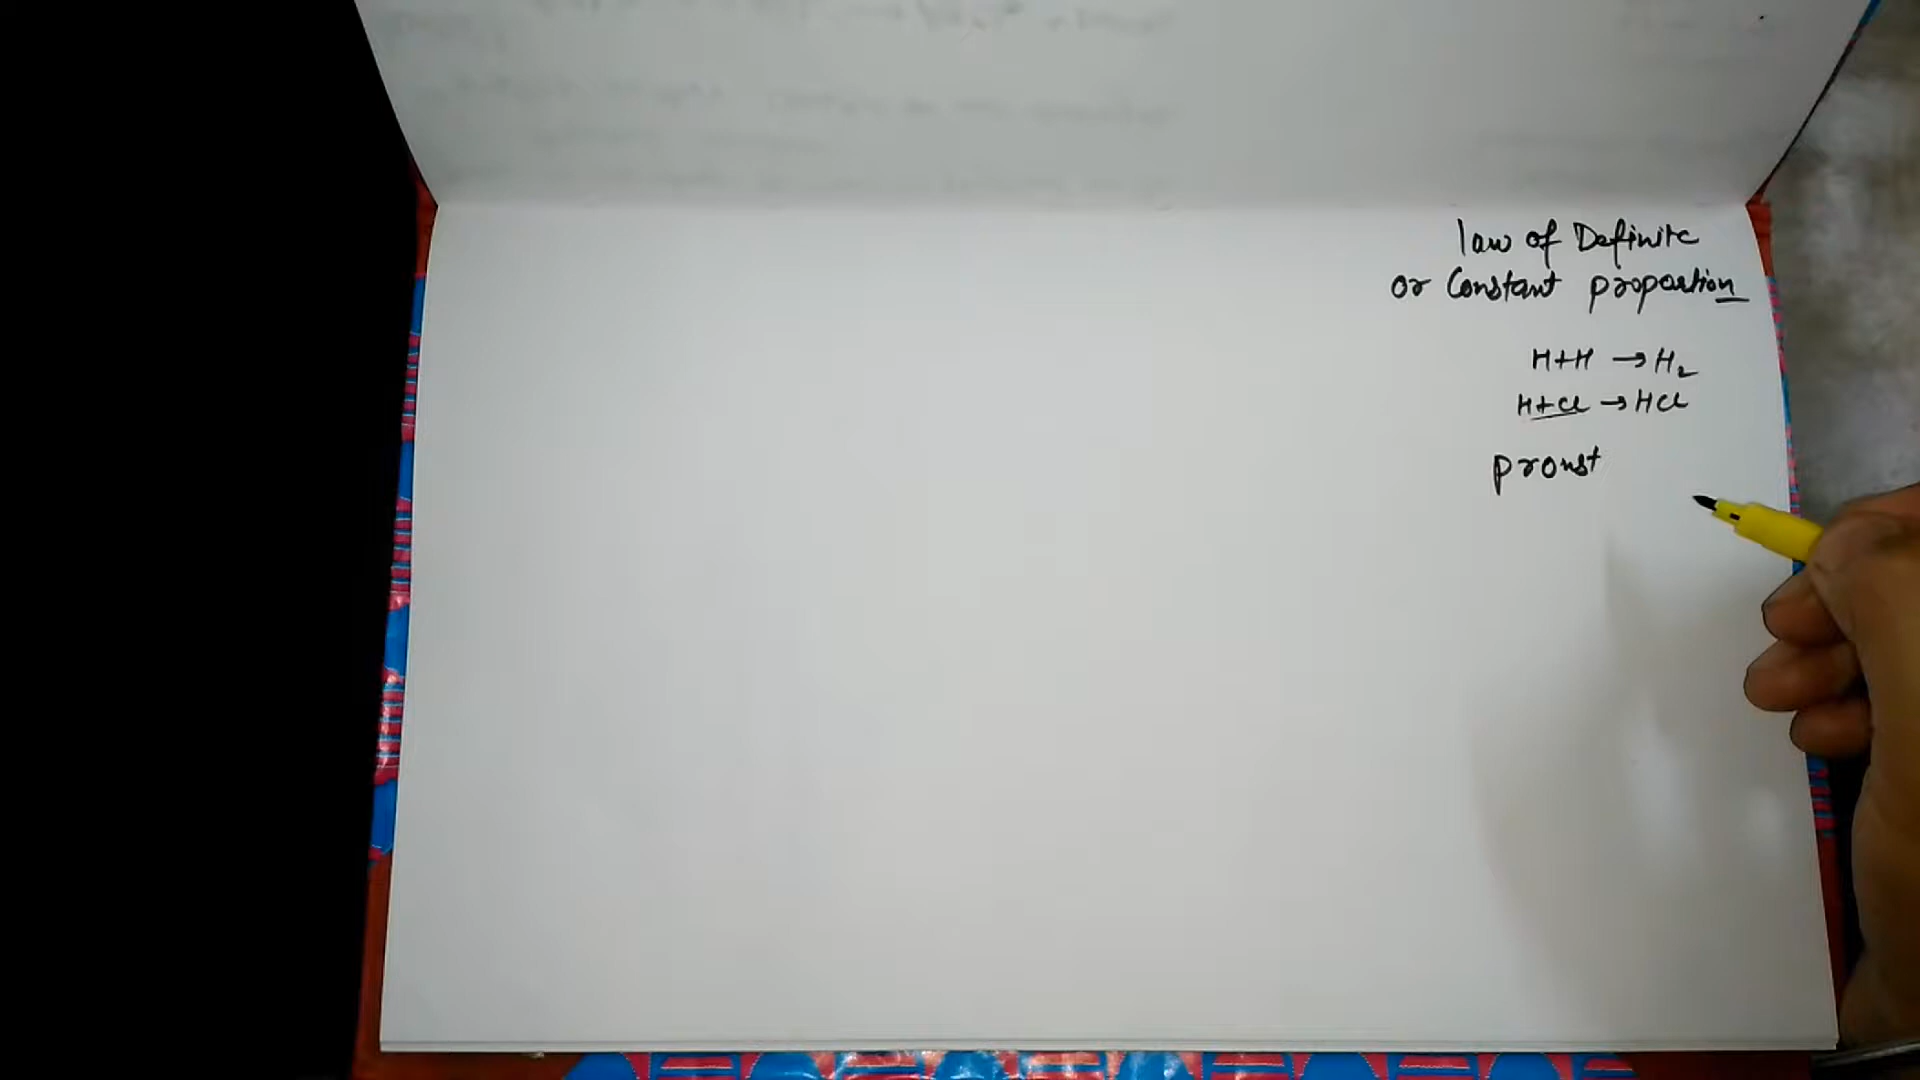 law of Definite
or Constant proportion
H+H → H₂
H+Cl → HCl
proust